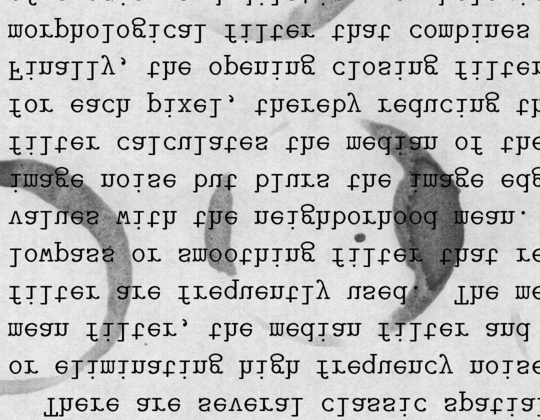 There are several classic spatial
or eliminating high frequency noise
mean filter, the median filter and
filter are frequently used. The me
lowpass or smoothing filter that re
values with the neighborhood mean.
image noise but blurs the image edg
filter calculates the median of the
for each pixel, thereby reducing th
Finally, the opening closing filter
morphological filter that combines